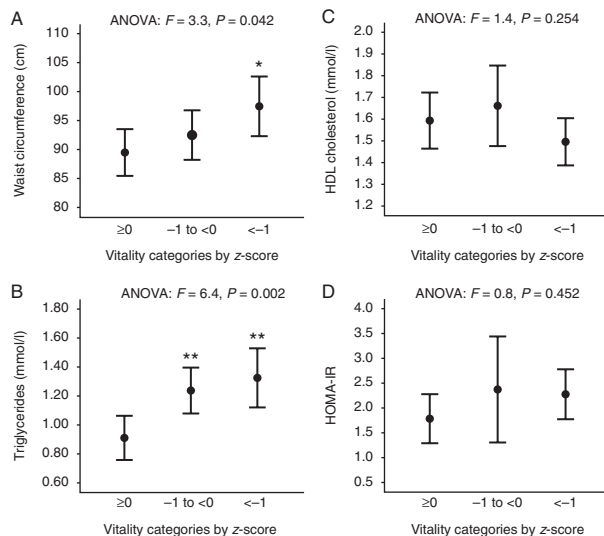 A
ANOVA: F = 3.3, P = 0.042
Waist circumference (cm)
110
105
100
95
90
85
80
*
≥0
−1 to <0
<−1
Vitality categories by z-score
B
ANOVA: F = 6.4, P = 0.002
Triglycerides (mmol/l)
1.80
1.60
1.40
1.20
1.00
0.80
0.60
**
**
≥0
−1 to <0
<−1
Vitality categories by z-score
C
ANOVA: F = 1.4, P = 0.254
HDL cholesterol (mmol/l)
2.0
1.9
1.8
1.7
1.6
1.5
1.4
1.3
1.2
≥0
−1 to <0
<−1
Vitality categories by z-score
D
ANOVA: F = 0.8, P = 0.452
HOMA-IR
4.0
3.5
3.0
2.5
2.0
1.5
1.0
0.5
≥0
−1 to <0
<−1
Vitality categories by z-score